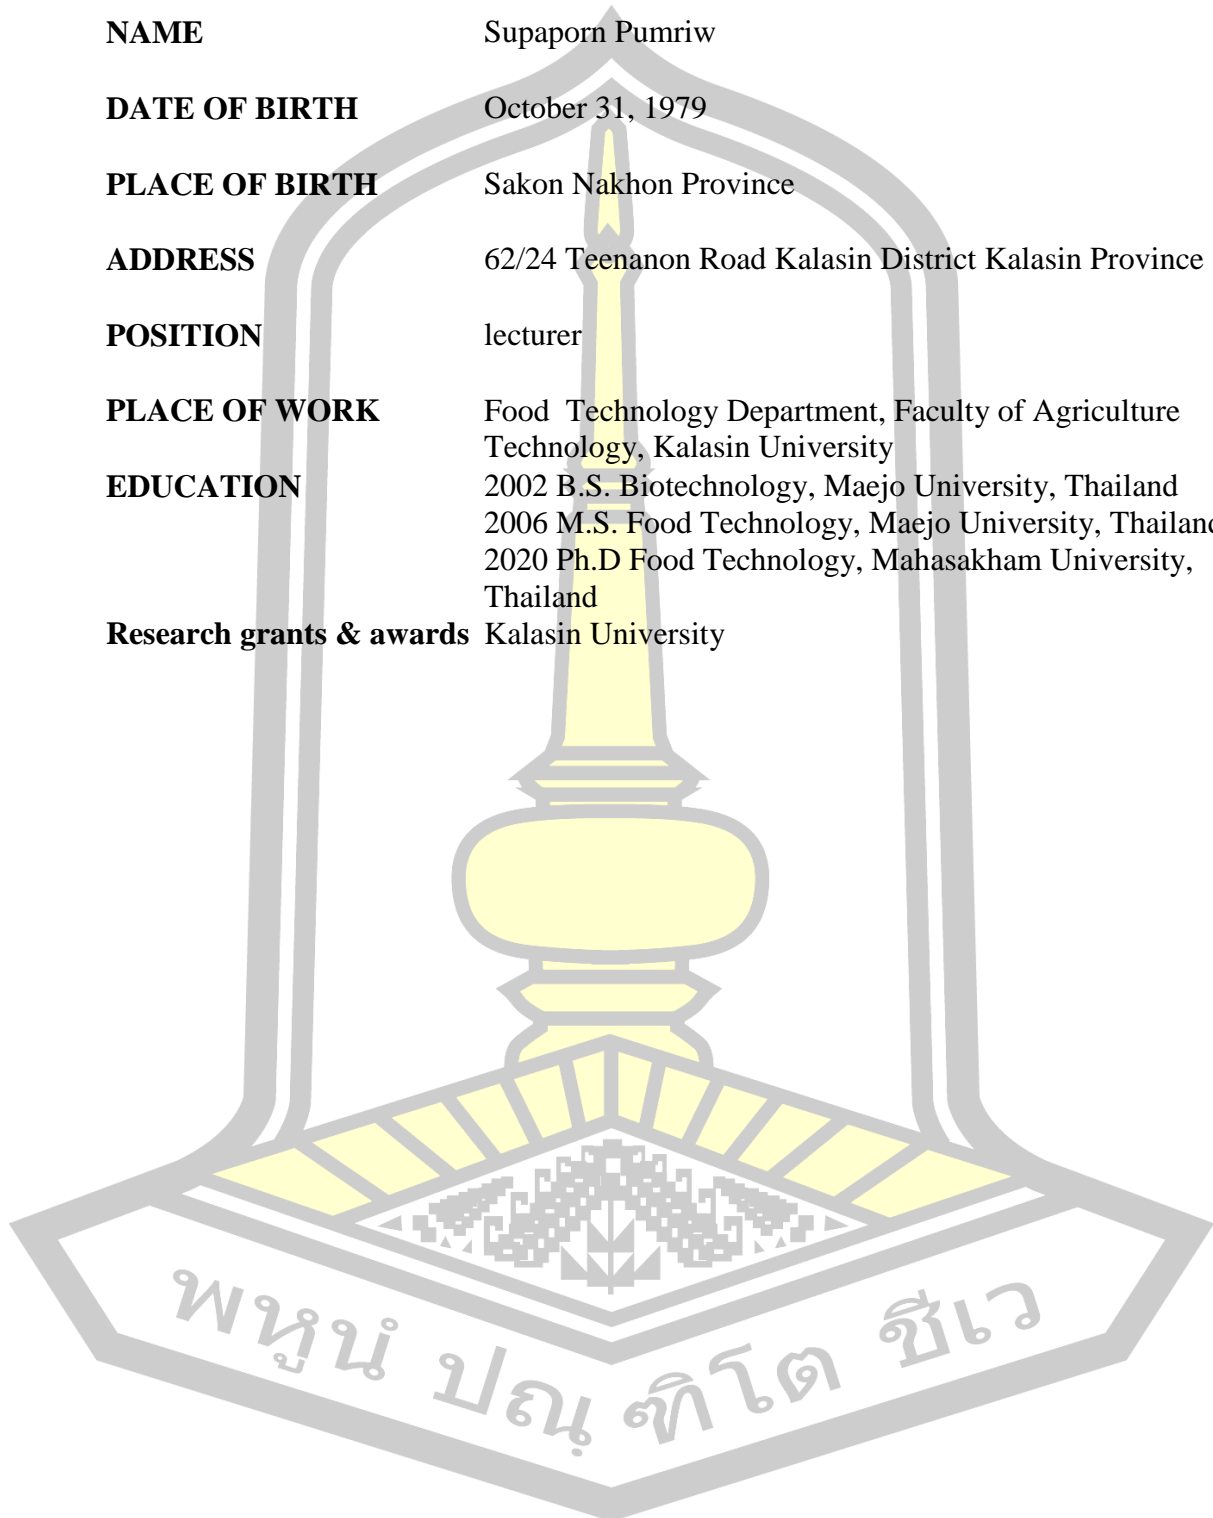 NAME Supaporn Pumriw
DATE OF BIRTH October 31, 1979
PLACE OF BIRTH Sakon Nakhon Province
ADDRESS 62/24 Teenanon Road Kalasin District Kalasin Province
POSITION lecturer
PLACE OF WORK Food Technology Department, Faculty of Agriculture
Technology, Kalasin University
EDUCATION 2002 B.S. Biotechnology, Maejo University, Thailand
2006 M.S. Food Technology, Maejo University, Thailand
2020 Ph.D Food Technology, Mahasakham University,
Thailand
Research grants & awards Kalasin University
พหูนํ ปณฺฑิโต ชีเว